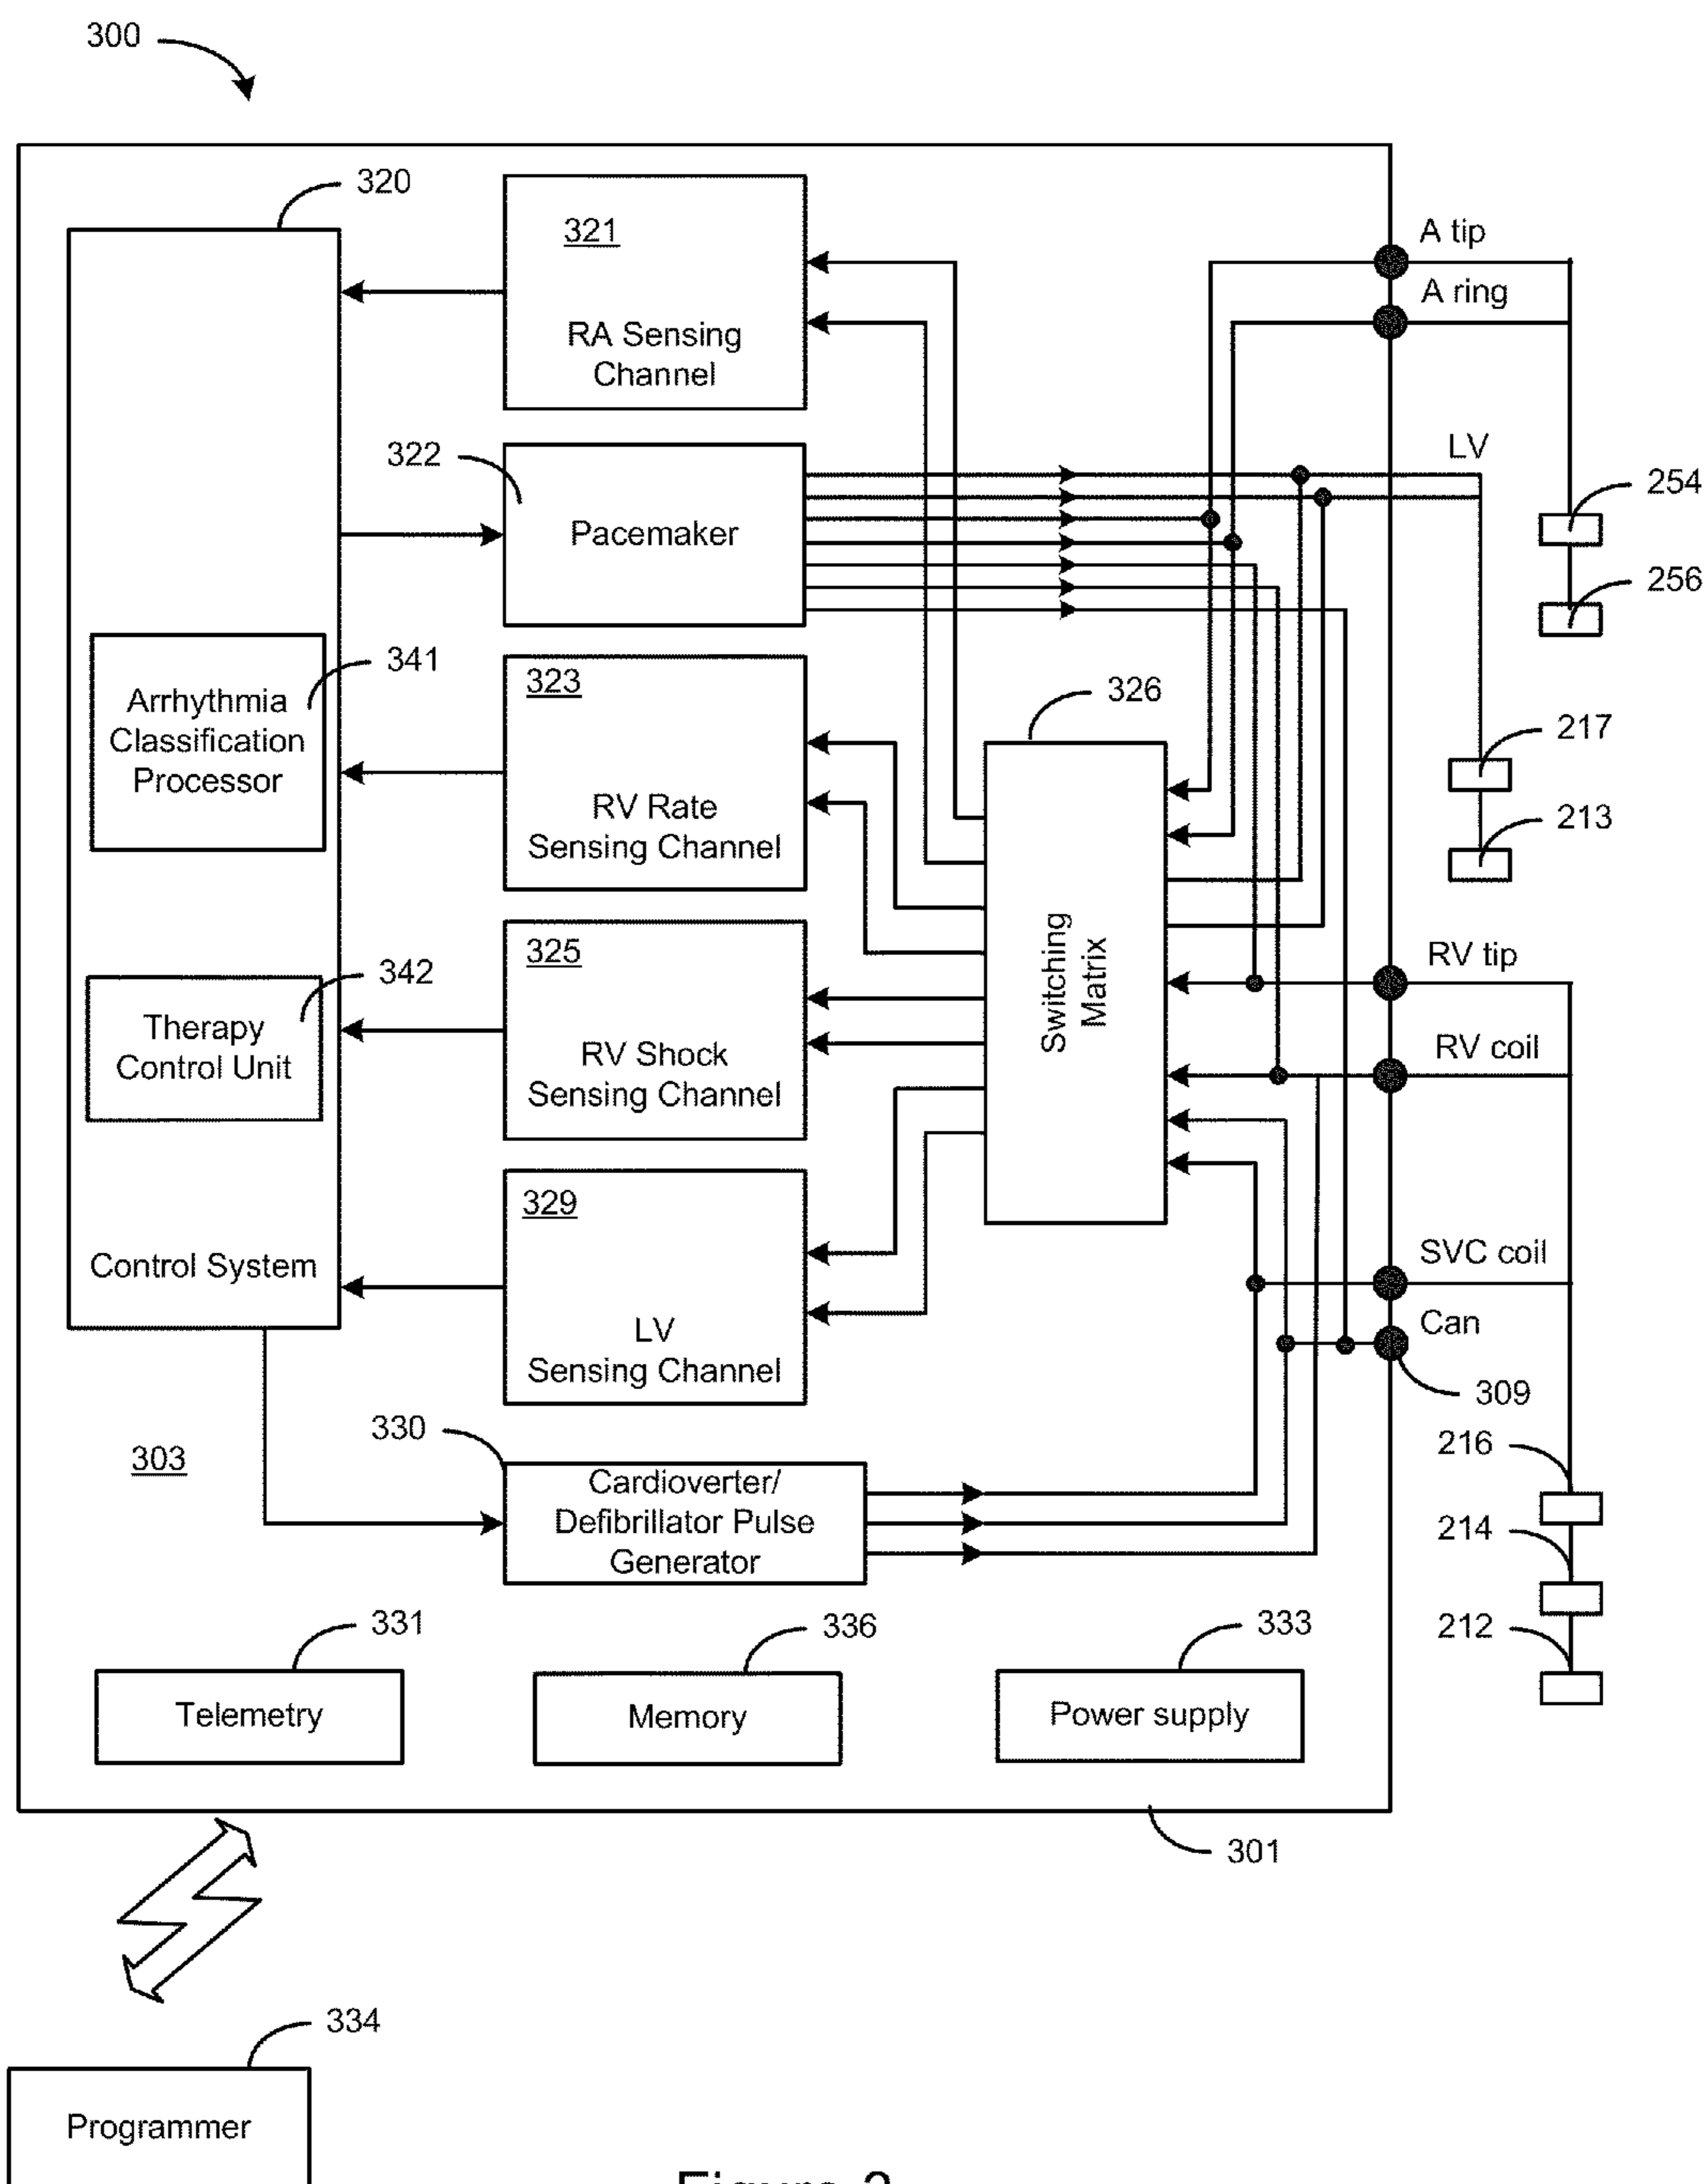 300
320
321
RA Sensing
Channel
A tip
A ring
322
Pacemaker
LV
254
256
341
Arrhythmia
Classification
Processor
323
RV Rate
Sensing Channel
326
Switching
Matrix
217
213
342
Therapy
Control Unit
325
RV Shock
Sensing Channel
RV tip
RV coil
Control System
329
LV
Sensing Channel
SVC coil
Can
309
303
330
Cardioverter/
Defibrillator Pulse
Generator
216
214
212
331
Telemetry
336
Memory
333
Power supply
301
334
Programmer